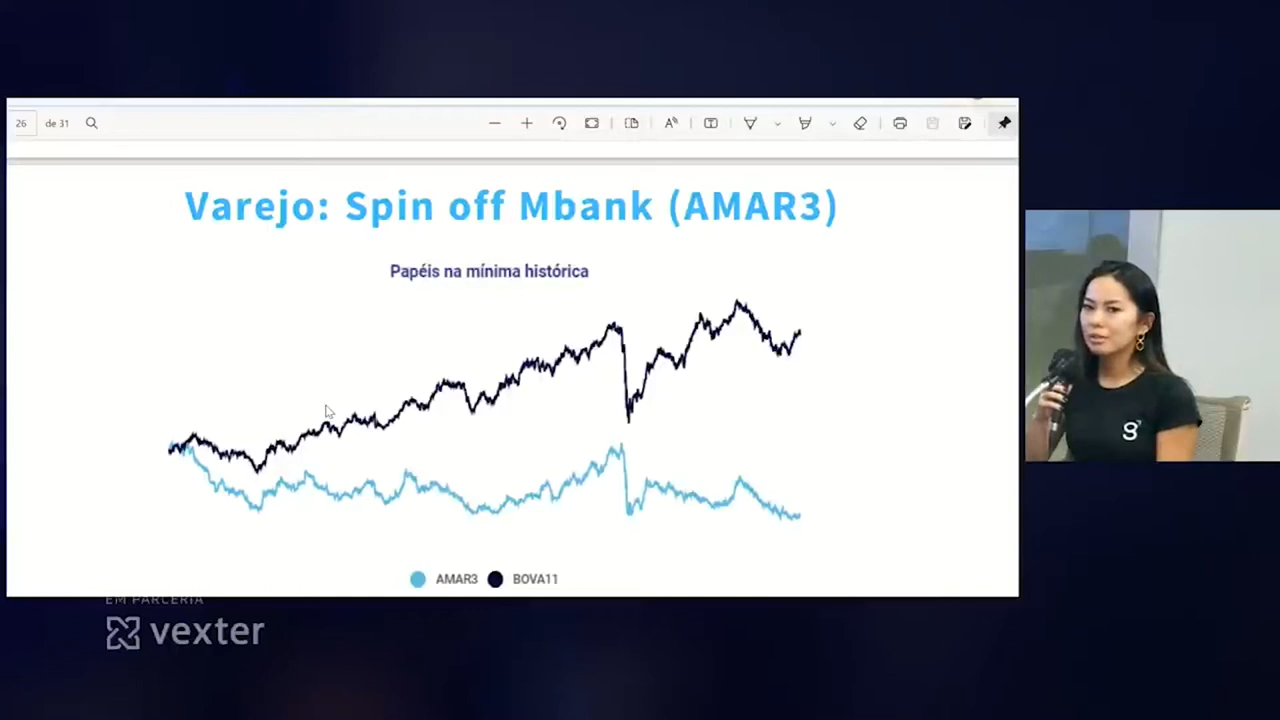 26 de 31
Varejo: Spin off Mbank (AMAR3)
Papéis na mínima histórica
AMAR3 BOVA11
EM PARCERIA
vexter